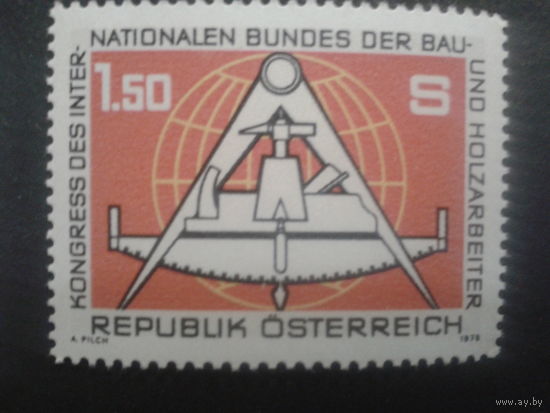 KONGRESS DES INTER-
NATIONALEN BUNDES DER BAU-
UND HOLZARBEITER
1.50 S
REPUBLIK ÖSTERREICH
A. PILCH 1978
www.ay.by